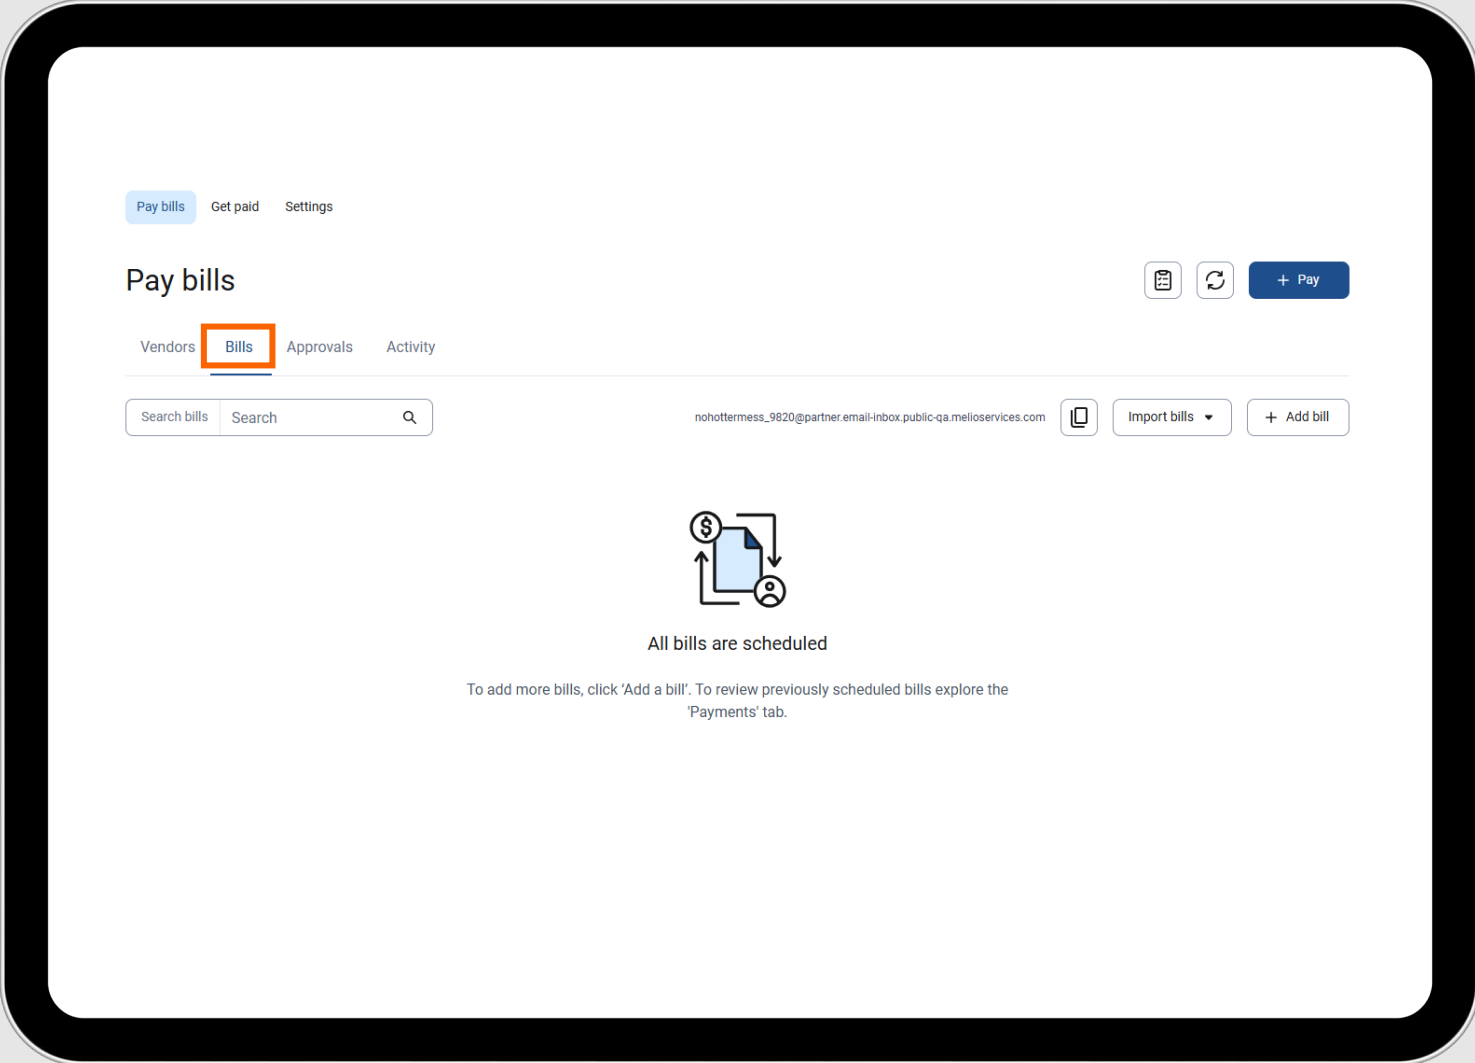 Pay bills Get paid Settings
Pay bills
+ Pay
Vendors Bills Approvals Activity
Search bills Search
nohottermess_9820@partner.email-inbox.public-qa.melioservices.com
Import bills
+ Add bill
$
All bills are scheduled
To add more bills, click ‘Add a bill’. To review previously scheduled bills explore the
'Payments' tab.